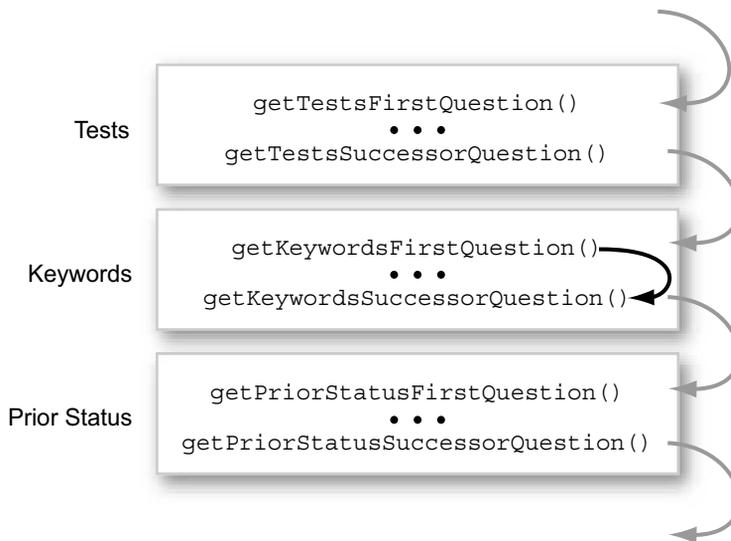 getTestsFirstQuestion()
• • •
Tests
getTestsSuccessorQuestion()
getKeywordsFirstQuestion()
Keywords
• • •
getKeywordsSuccessorQuestion()
getPriorStatusFirstQuestion()
Prior Status
• • •
getPriorStatusSuccessorQuestion()